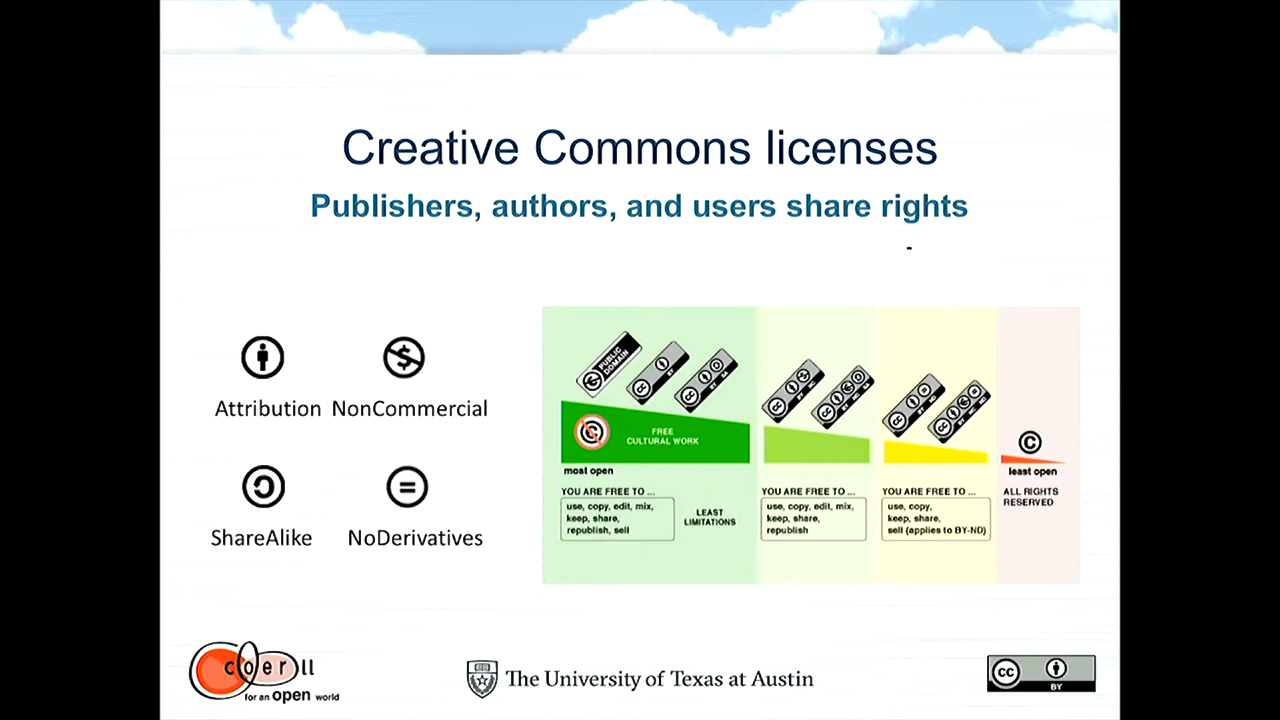 Creative Commons licenses
Publishers, authors, and users share rights
-
Attribution NonCommercial
ShareAlike NoDerivatives
PUBLIC
DOMAIN
FREE
CULTURAL WORK
most open
YOU ARE FREE TO ...
use, copy, edit, mix,
keep, share,
republish, sell
LEAST
LIMITATIONS
YOU ARE FREE TO ...
use, copy, edit, mix,
keep, share,
republish
YOU ARE FREE TO ...
use, copy,
keep, share,
sell (applies to BY-ND)
least open
ALL RIGHTS
RESERVED
coerll
for an open world
The University of Texas at Austin
cc
BY